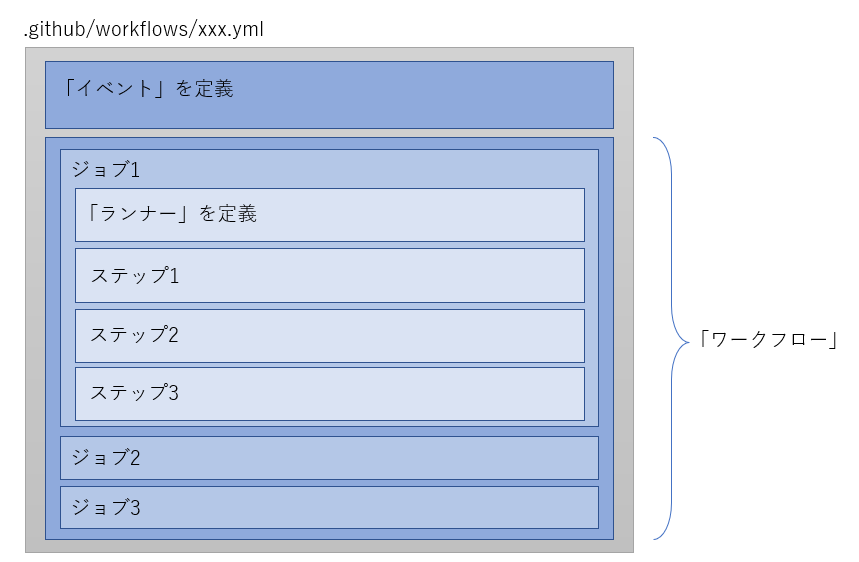 .github/workflows/xxx.yml
「イベント」を定義
ジョブ1
「ランナー」を定義
ステップ1
ステップ2
ステップ3
ジョブ2
ジョブ3
「ワークフロー」